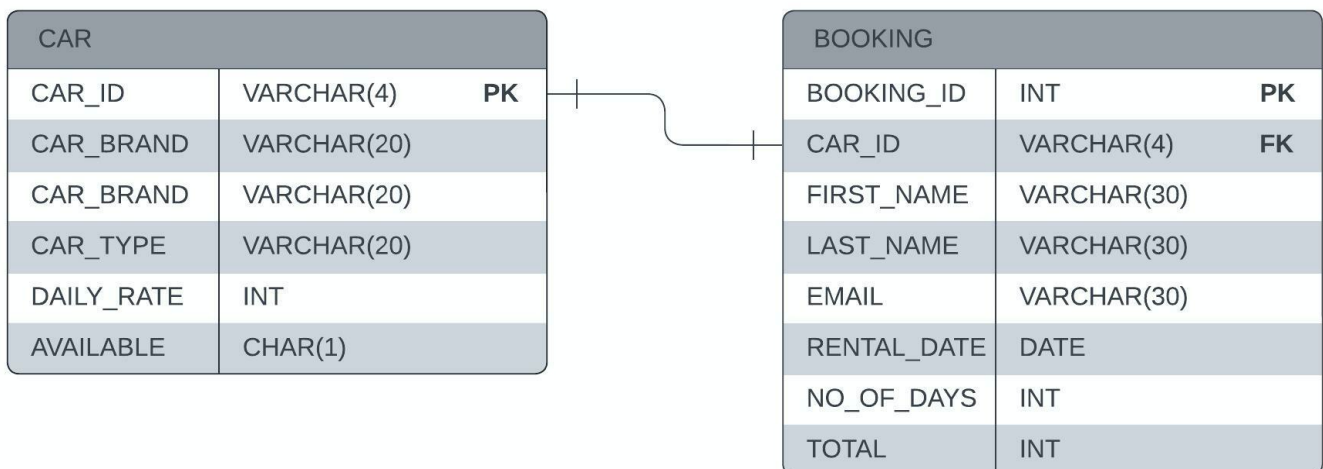 CAR
CAR_ID VARCHAR(4) PK
CAR_BRAND VARCHAR(20)
CAR_BRAND VARCHAR(20)
CAR_TYPE VARCHAR(20)
DAILY_RATE INT
AVAILABLE CHAR(1)
BOOKING
BOOKING_ID INT PK
CAR_ID VARCHAR(4) FK
FIRST_NAME VARCHAR(30)
LAST_NAME VARCHAR(30)
EMAIL VARCHAR(30)
RENTAL_DATE DATE
NO_OF_DAYS INT
TOTAL INT